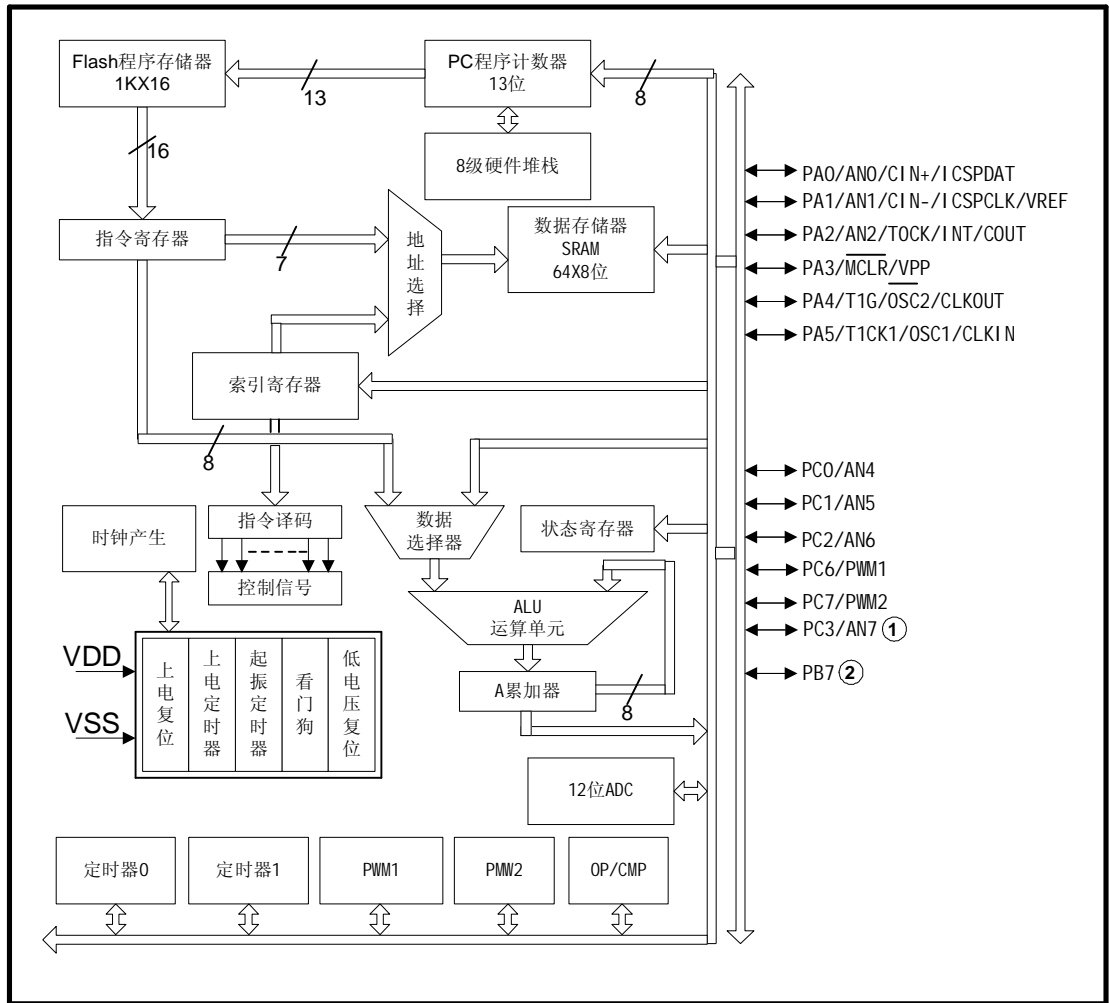 Flash程序存储器
1KX16
13
PC程序计数器
13位
8
16
8级硬件堆栈
指令寄存器
7
地址选择
数据存储器
SRAM
64X8位
索引寄存器
8
时钟产生
指令译码
控制信号
数据
选择器
状态寄存器
ALU
运算单元
A累加器
8
VDD
VSS
上电复位
上电定时器
起振定时器
看门狗
低电压复位
12位ADC
定时器0
定时器1
PWM1
PMW2
OP/CMP
PA0/AN0/CIN+/ICSPDAT
PA1/AN1/CIN-/ICSPCLK/VREF
PA2/AN2/TOCK/INT/COUT
PA3/MCLR/VPP
PA4/T1G/OSC2/CLKOUT
PA5/T1CK1/OSC1/CLKIN
PC0/AN4
PC1/AN5
PC2/AN6
PC6/PWM1
PC7/PWM2
PC3/AN7 ①
PB7 ②